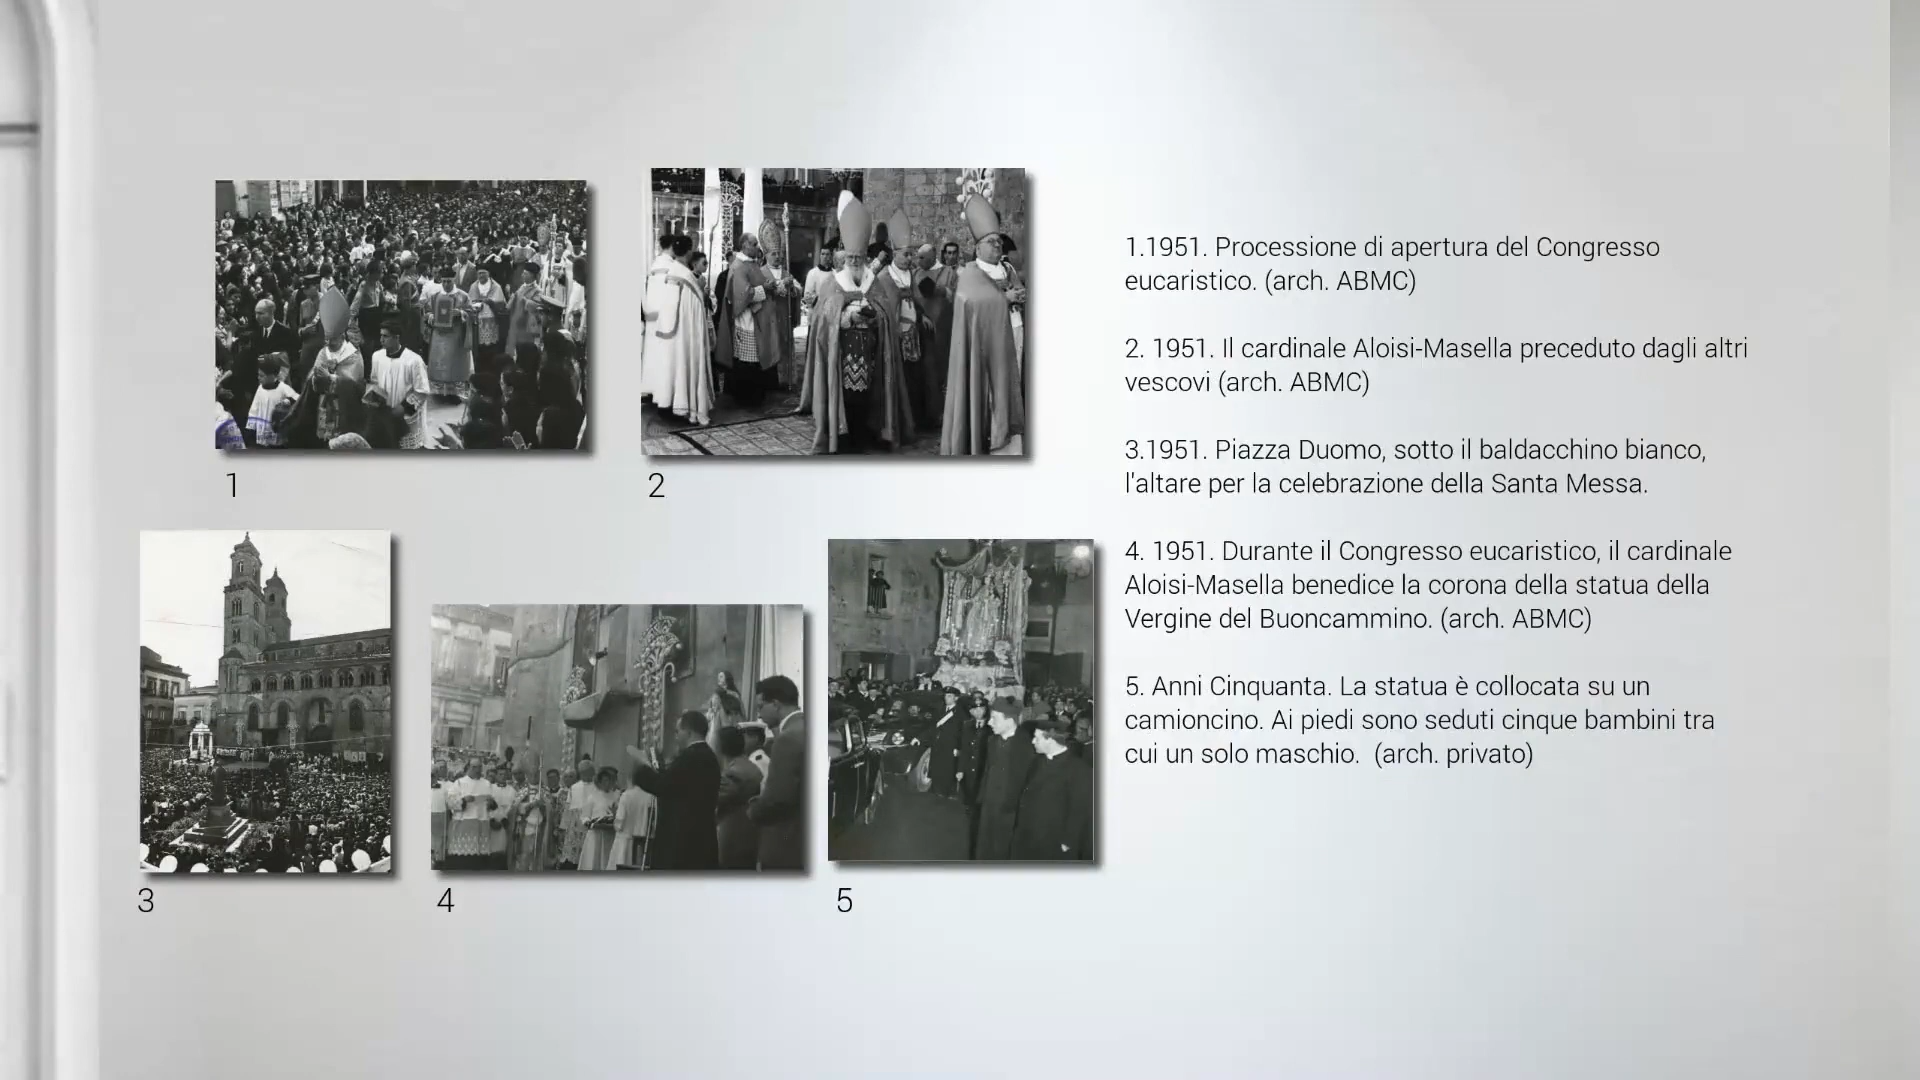 1.1951. Processione di apertura del Congresso
eucaristico. (arch. ABMC)
2. 1951. Il cardinale Aloisi-Masella preceduto dagli altri
vescovi (arch. ABMC)
3.1951. Piazza Duomo, sotto il baldacchino bianco,
l'altare per la celebrazione della Santa Messa.
4. 1951. Durante il Congresso eucaristico, il cardinale
Aloisi-Masella benedice la corona della statua della
Vergine del Buoncammino. (arch. ABMC)
5. Anni Cinquanta. La statua è collocata su un
camioncino. Ai piedi sono seduti cinque bambini tra
cui un solo maschio. (arch. privato)
1
2
3
4
5